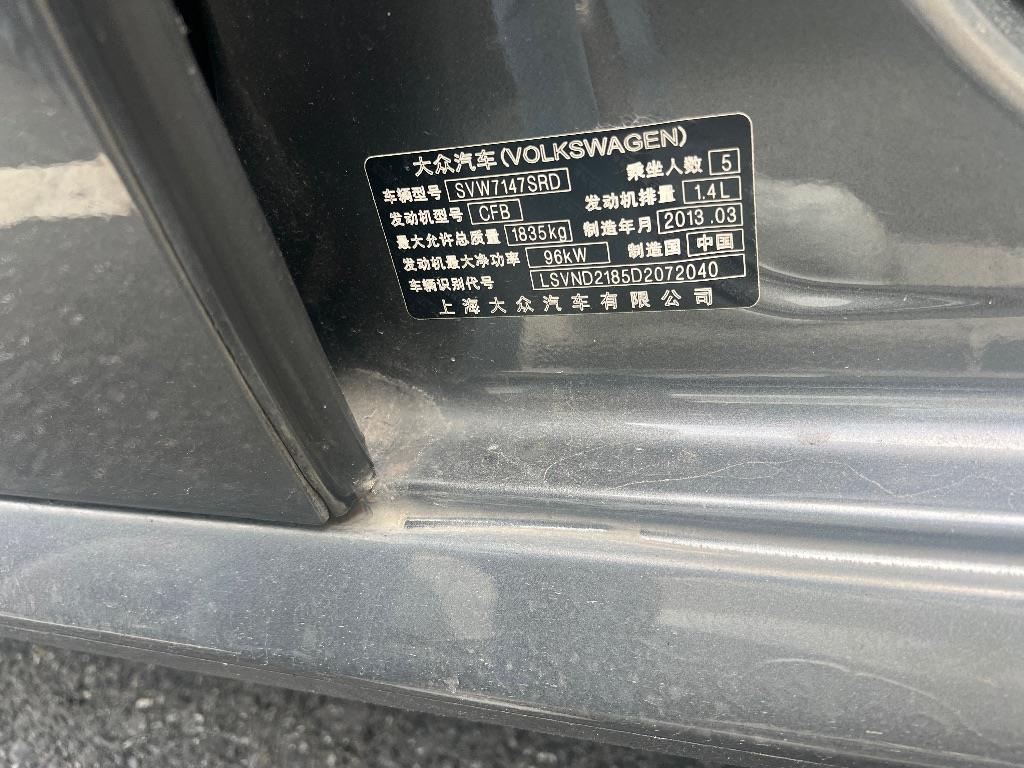 大众汽车(VOLKSWAGEN)
车辆型号 SVW7147SRD 乘坐人数 5
发动机型号 CFB 发动机排量 1.4L
最大允许总质量 1835kg 制造年月 2013.03
发动机最大净功率 96kW 制造国 中国
车辆识别代号 LSVND2185D2072040
上海大众汽车有限公司